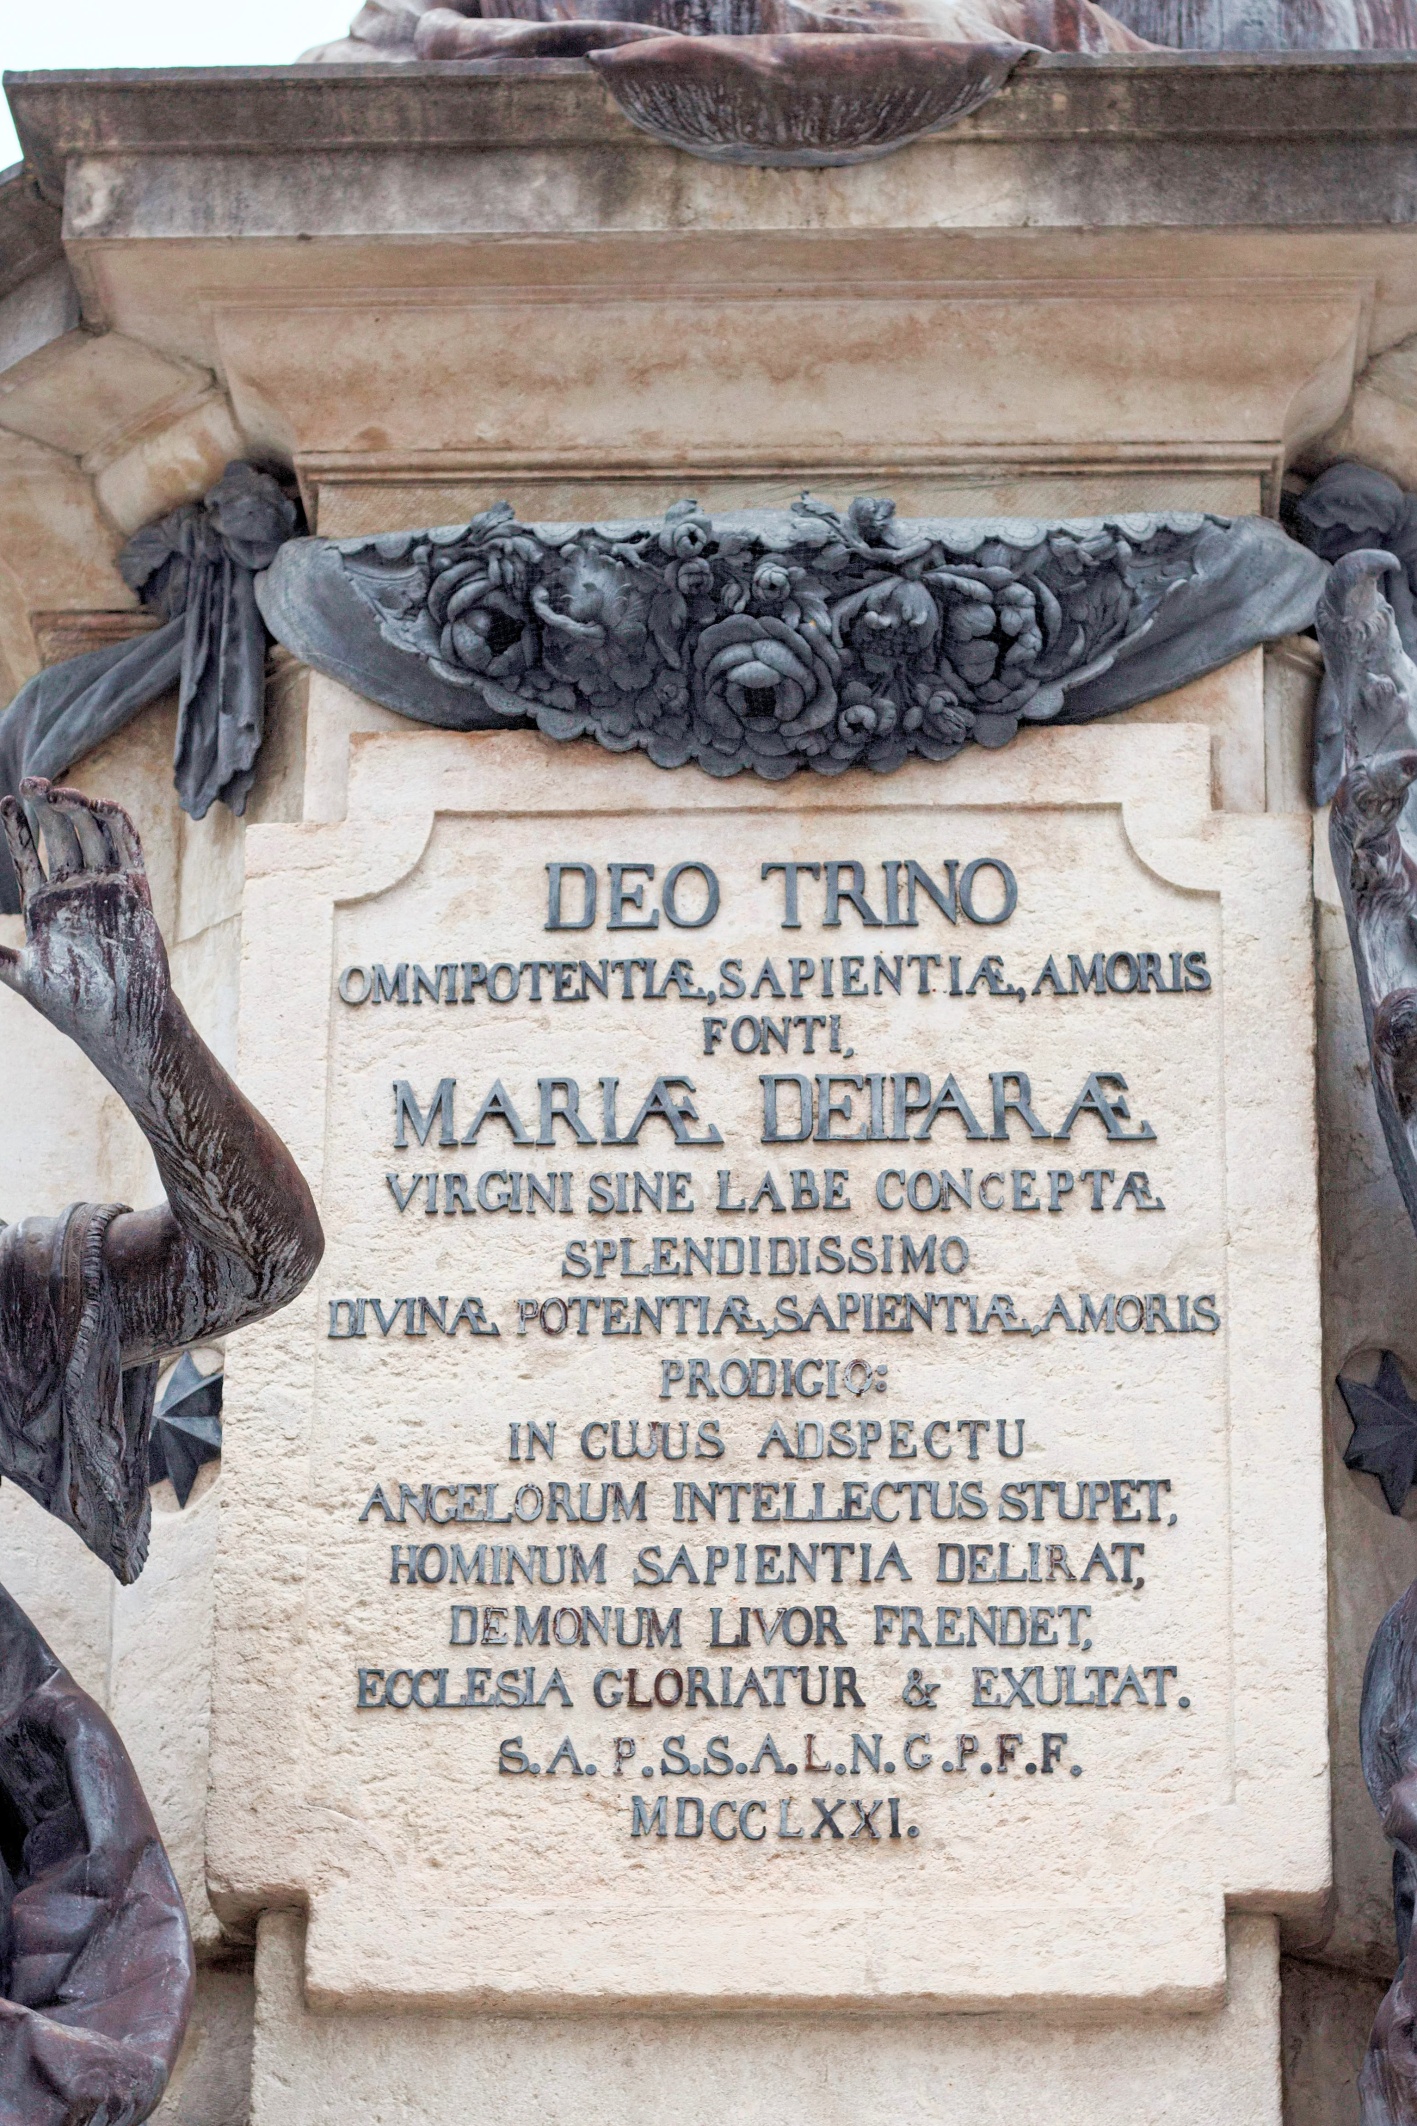 DEO TRINO
OMNIPOTENTIÆ, SAPIENTIÆ, AMORIS
FONTI,
MARIÆ DEIPARÆ
VIRGINI SINE LABE CONCEPTÆ
SPLENDIDISSIMO
DIVINÆ POTENTIÆ, SAPIENTIÆ, AMORIS
PRODIGIO:
IN CUJUS ADSPECTU
ANGELORUM INTELLECTUS STUPET,
HOMINUM SAPIENTIA DELIRAT,
DEMONUM LIVOR FRENDET,
ECCLESIA GLORIATUR & EXULTAT.
S.A.P.S.S.A.L.N.G.P.F.F.
MDCCLXXI.